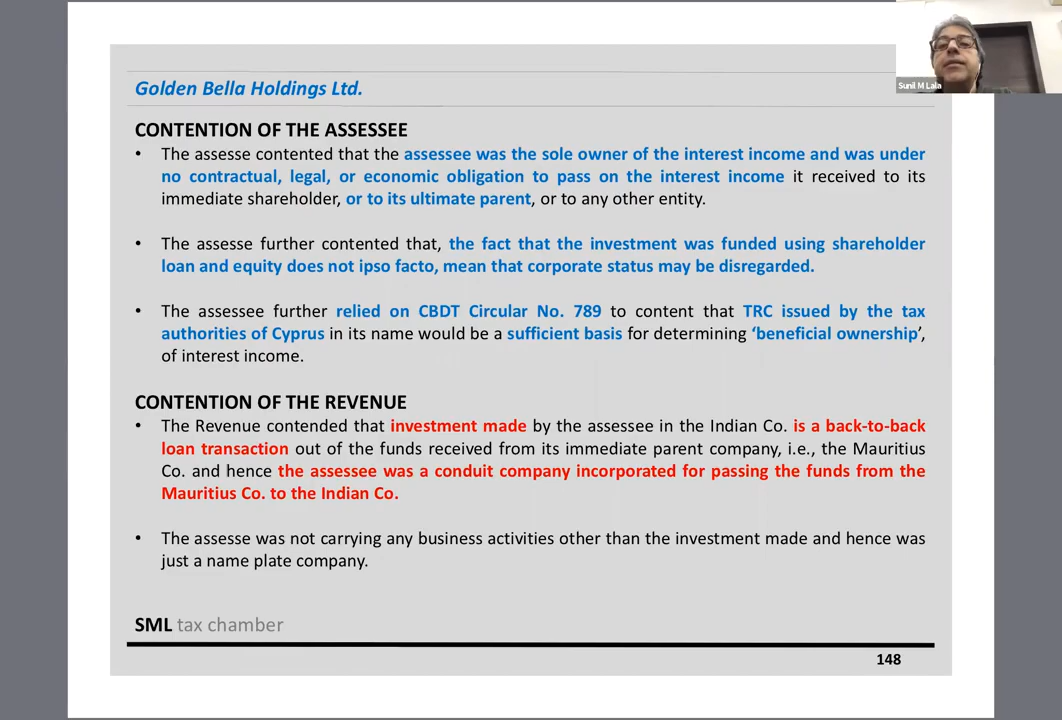 Golden Bella Holdings Ltd.
Sunil M Lala
CONTENTION OF THE ASSESSEE
• The assesse contented that the assessee was the sole owner of the interest income and was under
no contractual, legal, or economic obligation to pass on the interest income it received to its
immediate shareholder, or to its ultimate parent, or to any other entity.
• The assesse further contented that, the fact that the investment was funded using shareholder
loan and equity does not ipso facto, mean that corporate status may be disregarded.
• The assessee further relied on CBDT Circular No. 789 to content that TRC issued by the tax
authorities of Cyprus in its name would be a sufficient basis for determining ‘beneficial ownership’,
of interest income.
CONTENTION OF THE REVENUE
• The Revenue contended that investment made by the assessee in the Indian Co. is a back-to-back
loan transaction out of the funds received from its immediate parent company, i.e., the Mauritius
Co. and hence the assessee was a conduit company incorporated for passing the funds from the
Mauritius Co. to the Indian Co.
• The assesse was not carrying any business activities other than the investment made and hence was
just a name plate company.
SML tax chamber
148